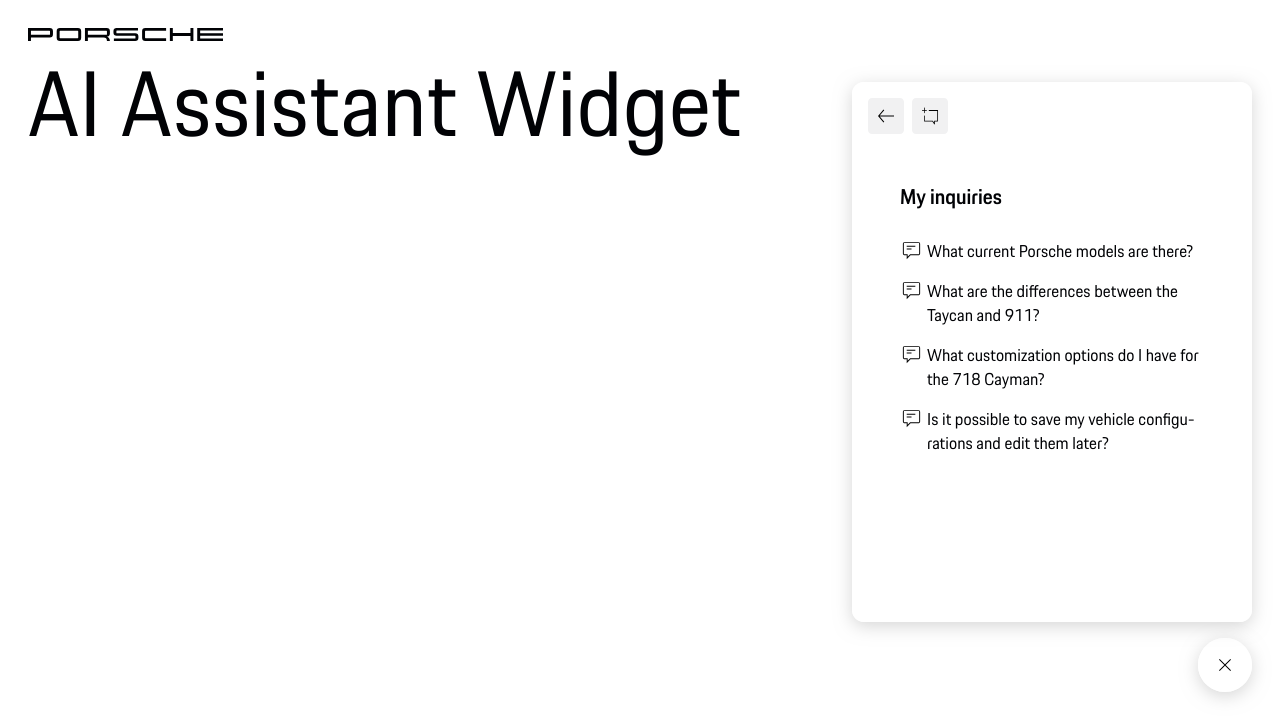 PORSCHE
AI Assistant Widget
My inquiries
What current Porsche models are there?
What are the differences between the
Taycan and 911?
What customization options do I have for
the 718 Cayman?
Is it possible to save my vehicle configu-
rations and edit them later?